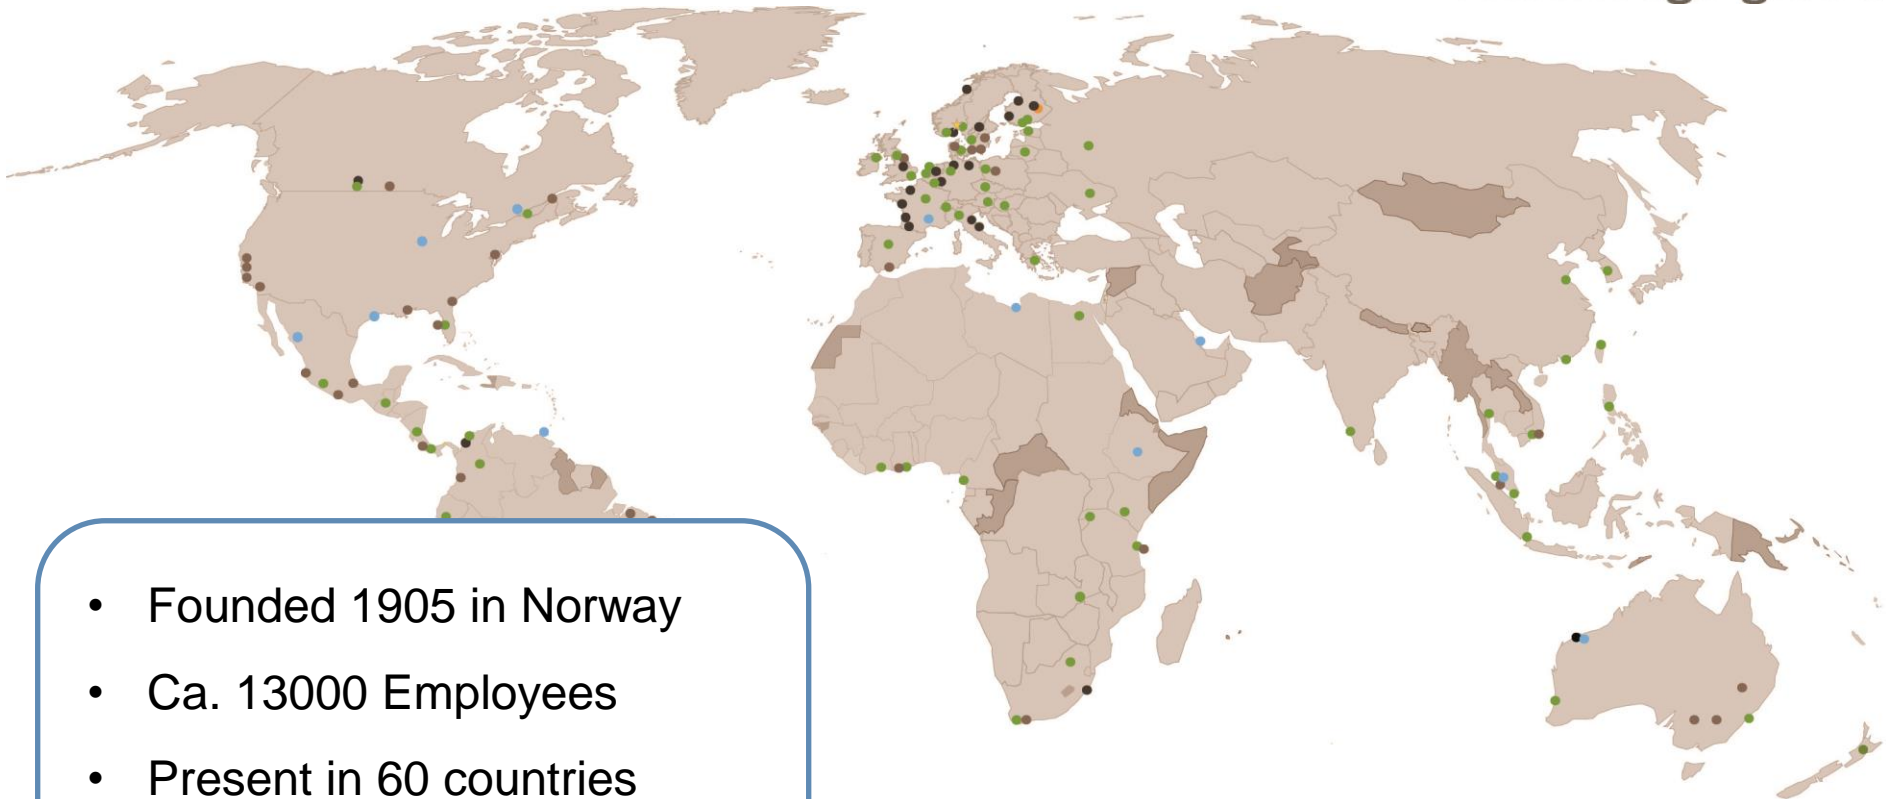 • Founded 1905 in Norway
• Ca. 13000 Employees
• Present in 60 countries